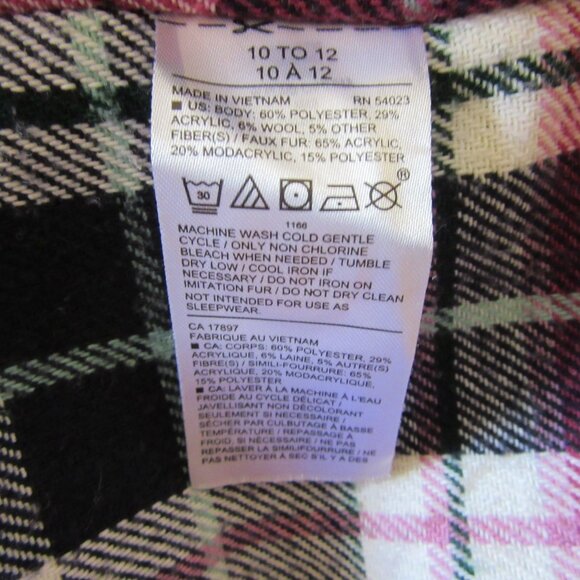 10 TO 12
10 À 12
MADE IN VIETNAM RN 54023
■ US: BODY: 60% POLYESTER, 29%
ACRYLIC, 6% WOOL, 5% OTHER
FIBER(S) / FAUX FUR: 65% ACRYLIC,
20% MODACRYLIC, 15% POLYESTER
30
®
1166
MACHINE WASH COLD GENTLE
CYCLE / ONLY NON CHLORINE
BLEACH WHEN NEEDED / TUMBLE
DRY LOW / COOL IRON IF
NECESSARY / DO NOT IRON ON
IMITATION FUR / DO NOT DRY CLEAN
NOT INTENDED FOR USE AS
SLEEPWEAR.
CA 17897
FABRIQUE AU VIETNAM
■ CA: CORPS: 60% POLYESTER, 29%
ACRYLIQUE, 6% LAINE, 5% AUTRE(S)
FIBRE(S) / SIMILI-FOURRURE: 65%
ACRYLIQUE, 20% MODACRYLIQUE,
15% POLYESTER
■ CA: LAVER À LA MACHINE À L'EAU
FROIDE AU CYCLE DÉLICAT /
JAVELLISANT NON DÉCOLORANT
SEULEMENT SI NÉCESSAIRE /
SÉCHER PAR CULBUTAGE À BASSE
TEMPÉRATURE / REPASSAGE À
FROID, SI NÉCESSAIRE / NE PAS
REPASSER LA SIMILIFOURRURE / NE
PAS NETTOYER À SEC S'IL Y A DES